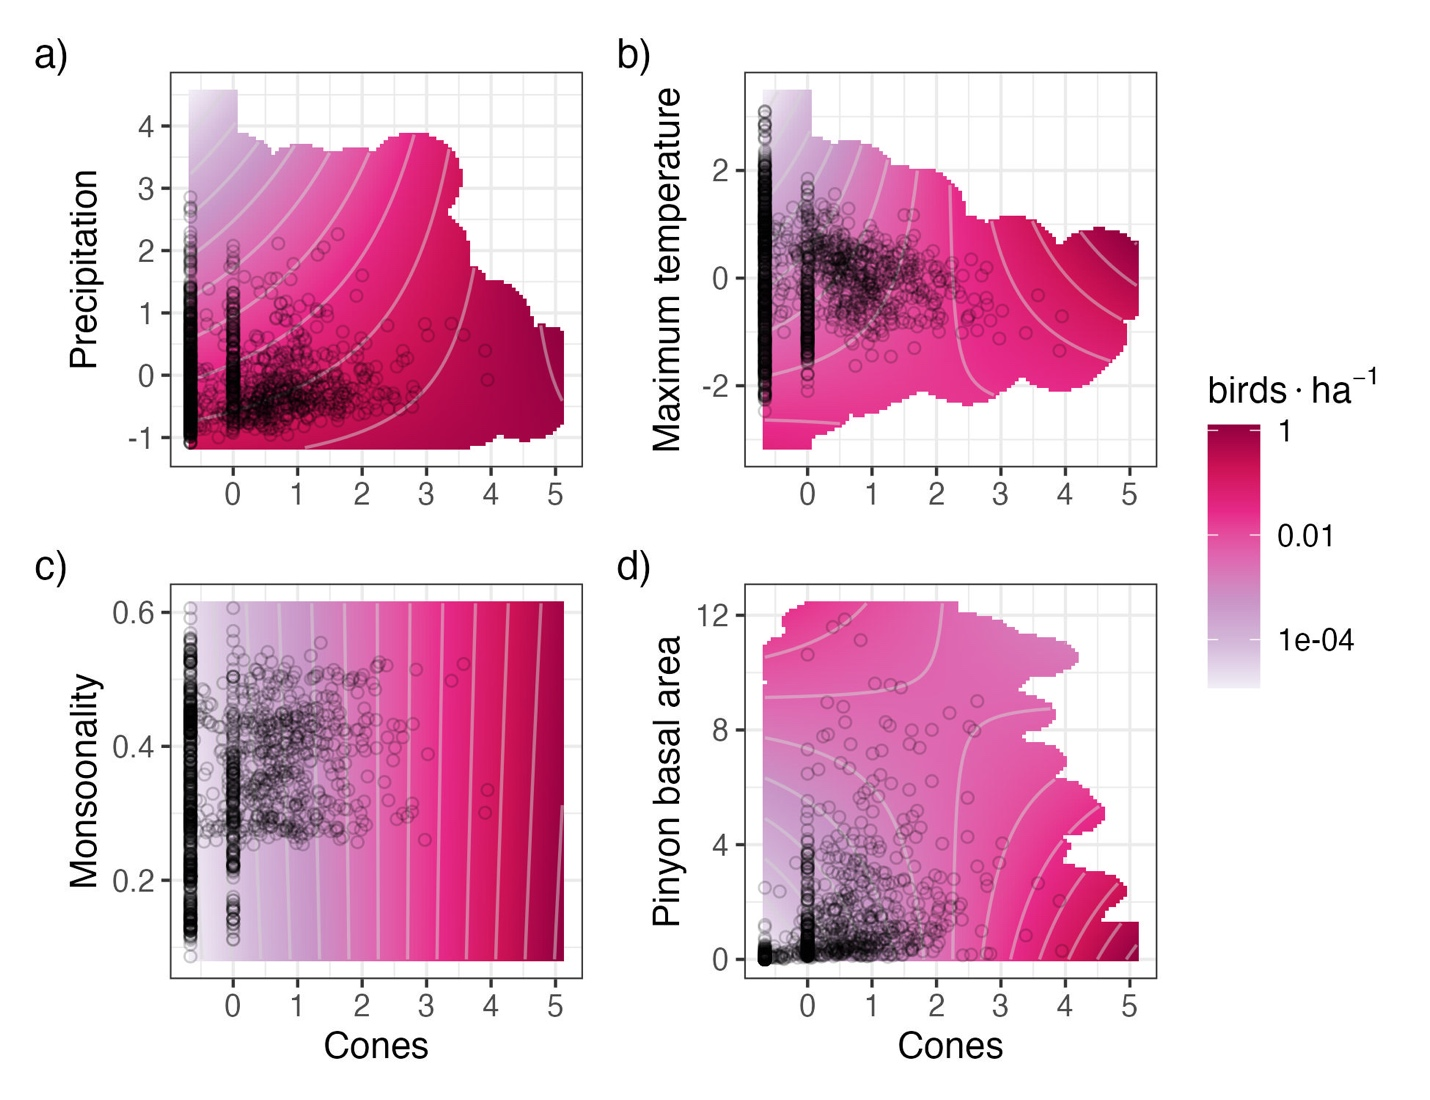 a)
Precipitation
4
3
2
1
0
-1
0 1 2 3 4 5
b)
Maximum temperature
2
0
-2
0 1 2 3 4 5
c)
Monsoonality
0.6
0.4
0.2
0 1 2 3 4 5
Cones
d)
Pinyon basal area
12
8
4
0
0 1 2 3 4 5
Cones
birds · ha⁻¹
1
0.01
1e-04